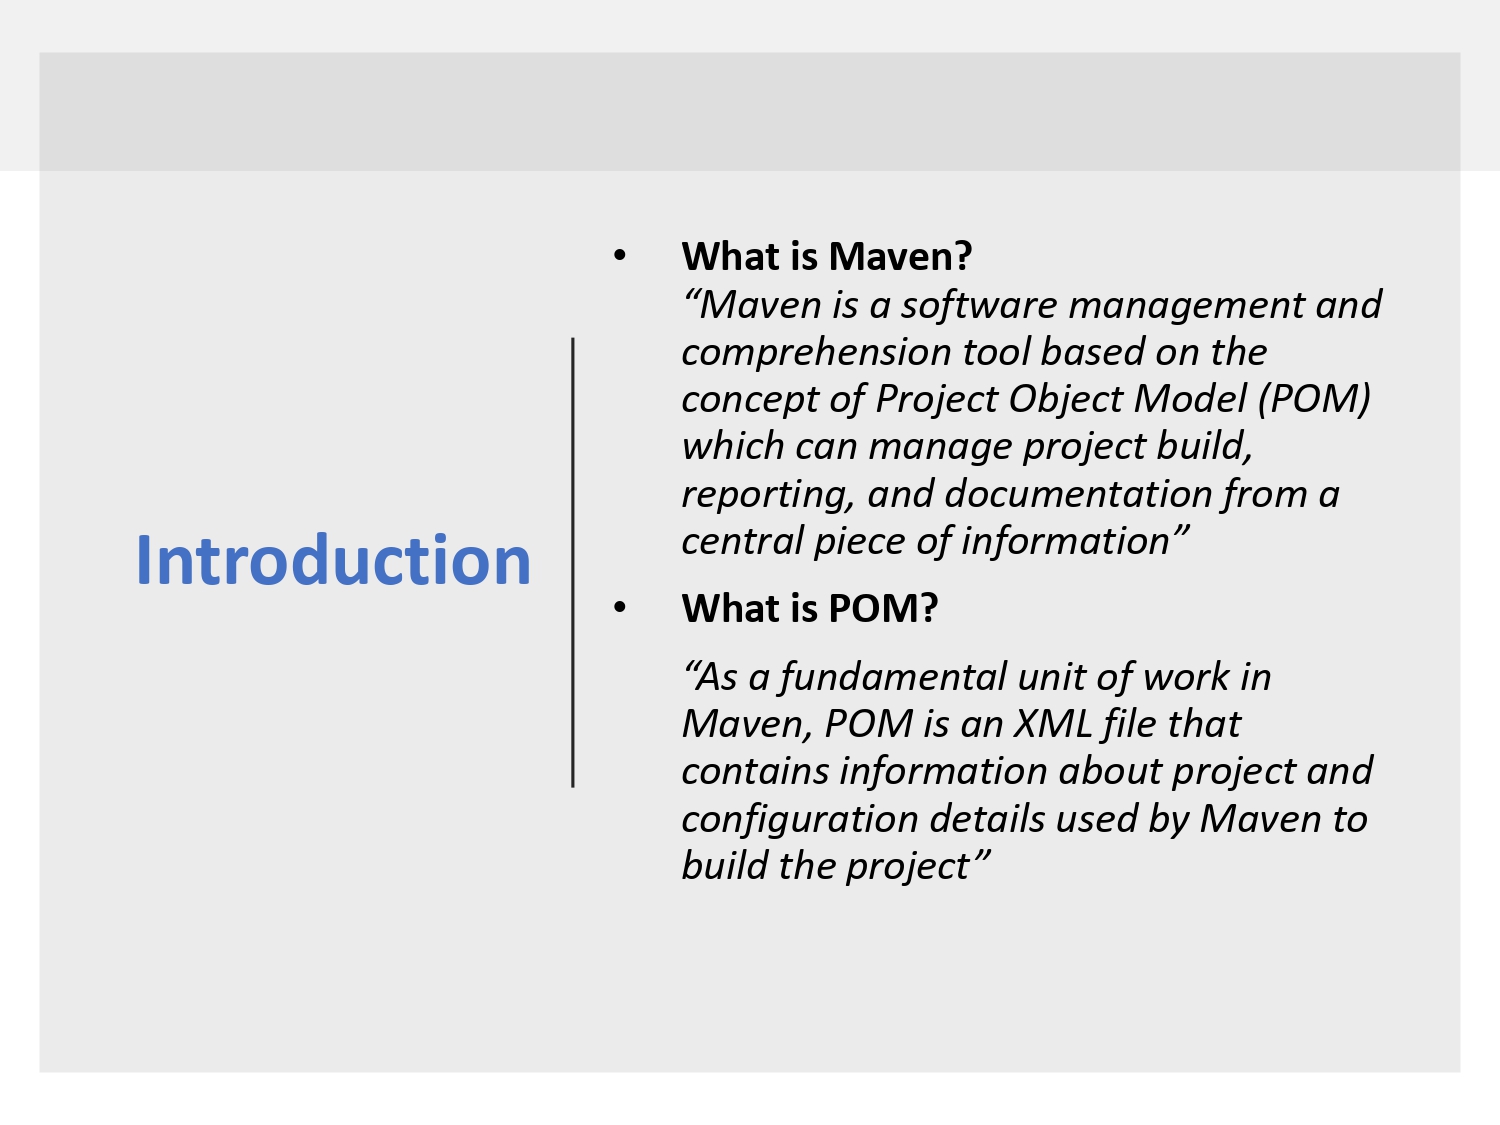 Introduction
• What is Maven?
“Maven is a software management and
comprehension tool based on the
concept of Project Object Model (POM)
which can manage project build,
reporting, and documentation from a
central piece of information”
• What is POM?
“As a fundamental unit of work in
Maven, POM is an XML file that
contains information about project and
configuration details used by Maven to
build the project”